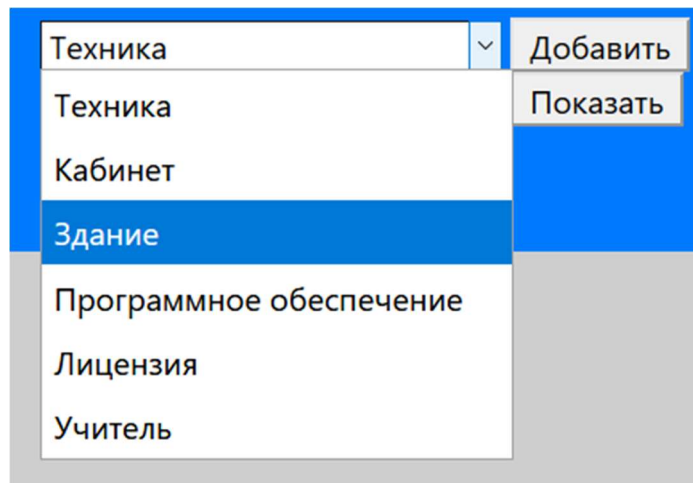 Техника
Добавить
Техника
Показать
Кабинет
Здание
Программное обеспечение
Лицензия
Учитель